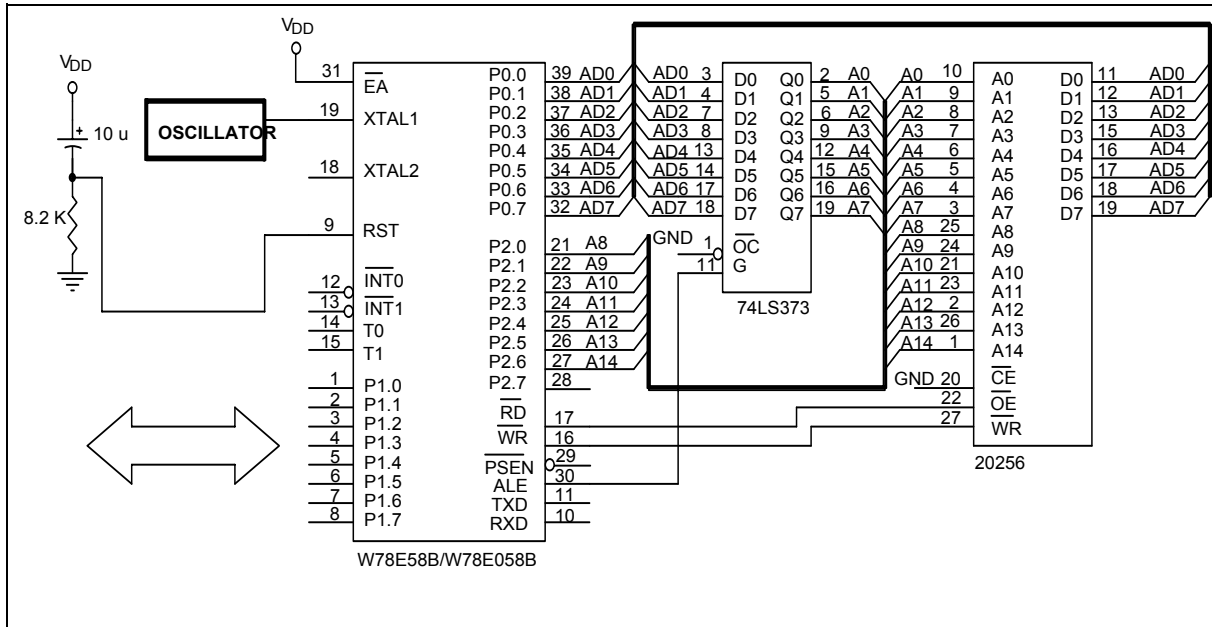 VDD
10 u
8.2 K
OSCILLATOR
VDD
31 EA
19 XTAL1
18 XTAL2
9 RST
12 INT0
13 INT1
14 T0
15 T1
1 P1.0
2 P1.1
3 P1.2
4 P1.3
5 P1.4
6 P1.5
7 P1.6
8 P1.7
P0.0 39 AD0
P0.1 38 AD1
P0.2 37 AD2
P0.3 36 AD3
P0.4 35 AD4
P0.5 34 AD5
P0.6 33 AD6
P0.7 32 AD7
P2.0 21 A8
P2.1 22 A9
P2.2 23 A10
P2.3 24 A11
P2.4 25 A12
P2.5 26 A13
P2.6 27 A14
P2.7 28
RD 17
WR 16
PSEN 29
ALE 30
TXD 11
RXD 10
W78E58B/W78E058B
AD0 3 D0 Q0 2 A0
AD1 4 D1 Q1 5 A1
AD2 7 D2 Q2 6 A2
AD3 8 D3 Q3 9 A3
AD4 13 D4 Q4 12 A4
AD5 14 D5 Q5 15 A5
AD6 17 D6 Q6 16 A6
AD7 18 D7 Q7 19 A7
GND 1 OC
11 G
74LS373
A0 10 A0 D0 11 AD0
A1 9 A1 D1 12 AD1
A2 8 A2 D2 13 AD2
A3 7 A3 D3 15 AD3
A4 6 A4 D4 16 AD4
A5 5 A5 D5 17 AD5
A6 4 A6 D6 18 AD6
A7 3 A7 D7 19 AD7
A8 25 A8
A9 24 A9
A10 21 A10
A11 23 A11
A12 2 A12
A13 26 A13
A14 1 A14
GND 20 CE
22 OE
27 WR
20256